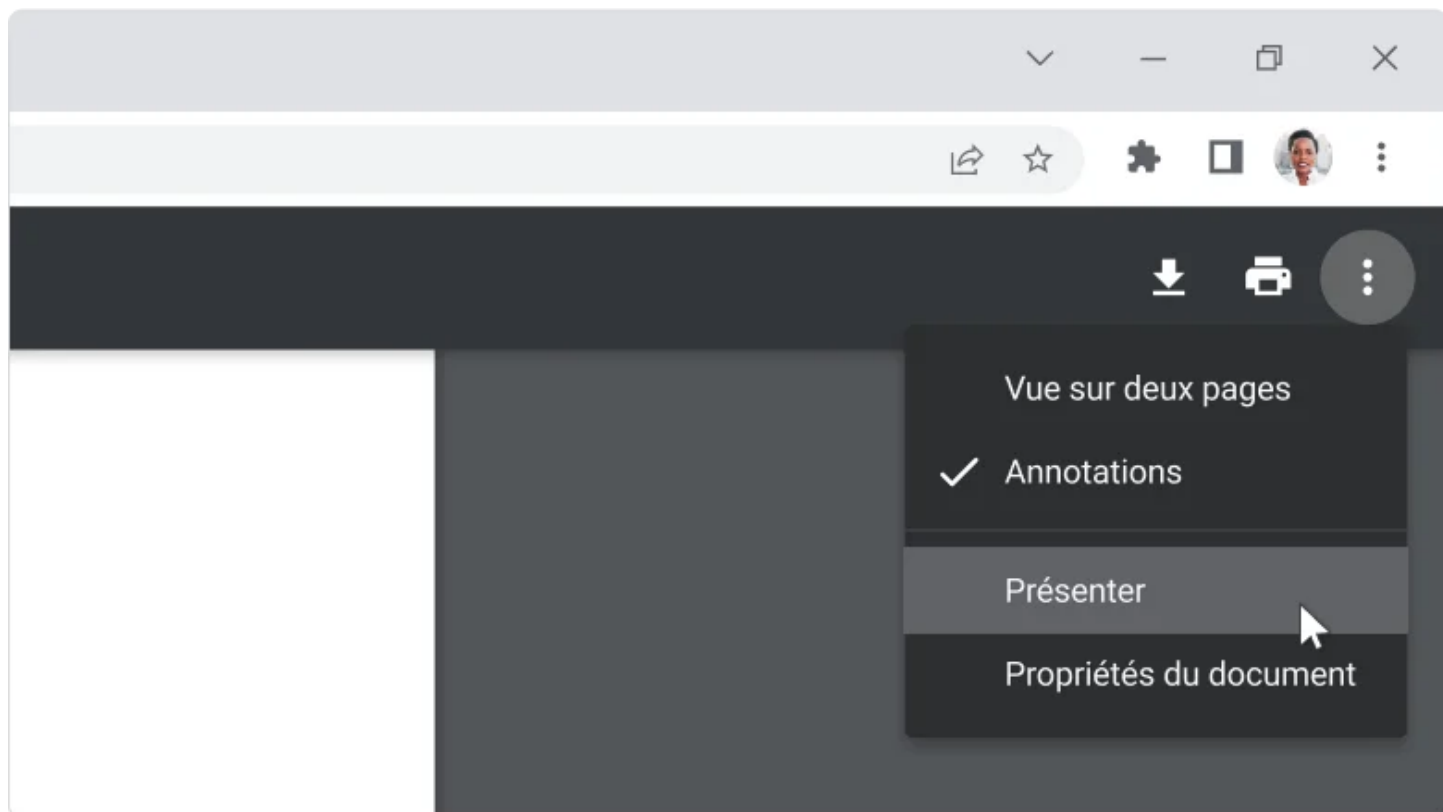 Vue sur deux pages
Annotations
Présenter
Propriétés du document